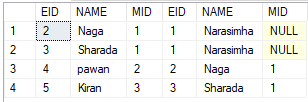 EID NAME MID EID NAME MID
1 2 Naga 1 1 Narasimha NULL
2 3 Sharada 1 1 Narasimha NULL
3 4 pawan 2 2 Naga 1
4 5 Kiran 3 3 Sharada 1